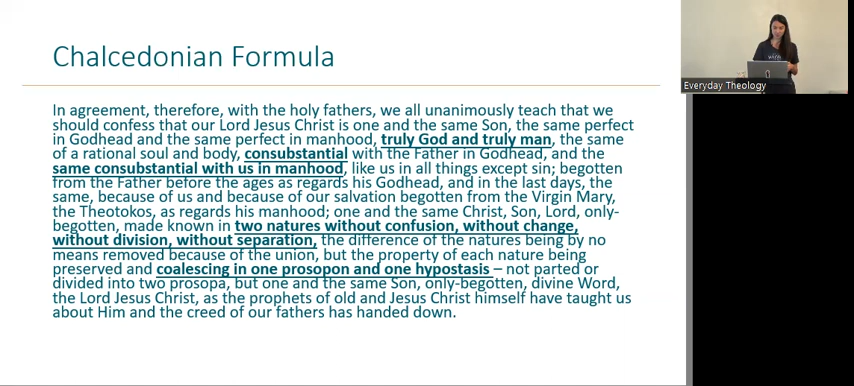 Chalcedonian Formula
In agreement, therefore, with the holy fathers, we all unanimously teach that we
should confess that our Lord Jesus Christ is one and the same Son, the same perfect
in Godhead and the same perfect in manhood, truly God and truly man, the same
of a rational soul and body, consubstantial with the Father in Godhead, and the
same consubstantial with us in manhood, like us in all things except sin; begotten
from the Father before the ages as regards his Godhead, and in the last days, the
same, because of us and because of our salvation begotten from the Virgin Mary,
the Theotokos, as regards his manhood; one and the same Christ, Son, Lord, only-
begotten, made known in two natures without confusion, without change,
without division, without separation, the difference of the natures being by no
means removed because of the union, but the property of each nature being
preserved and coalescing in one prosopon and one hypostasis – not parted or
divided into two prosopa, but one and the same Son, only-begotten, divine Word,
the Lord Jesus Christ, as the prophets of old and Jesus Christ himself have taught us
about Him and the creed of our fathers has handed down.
Everyday Theology